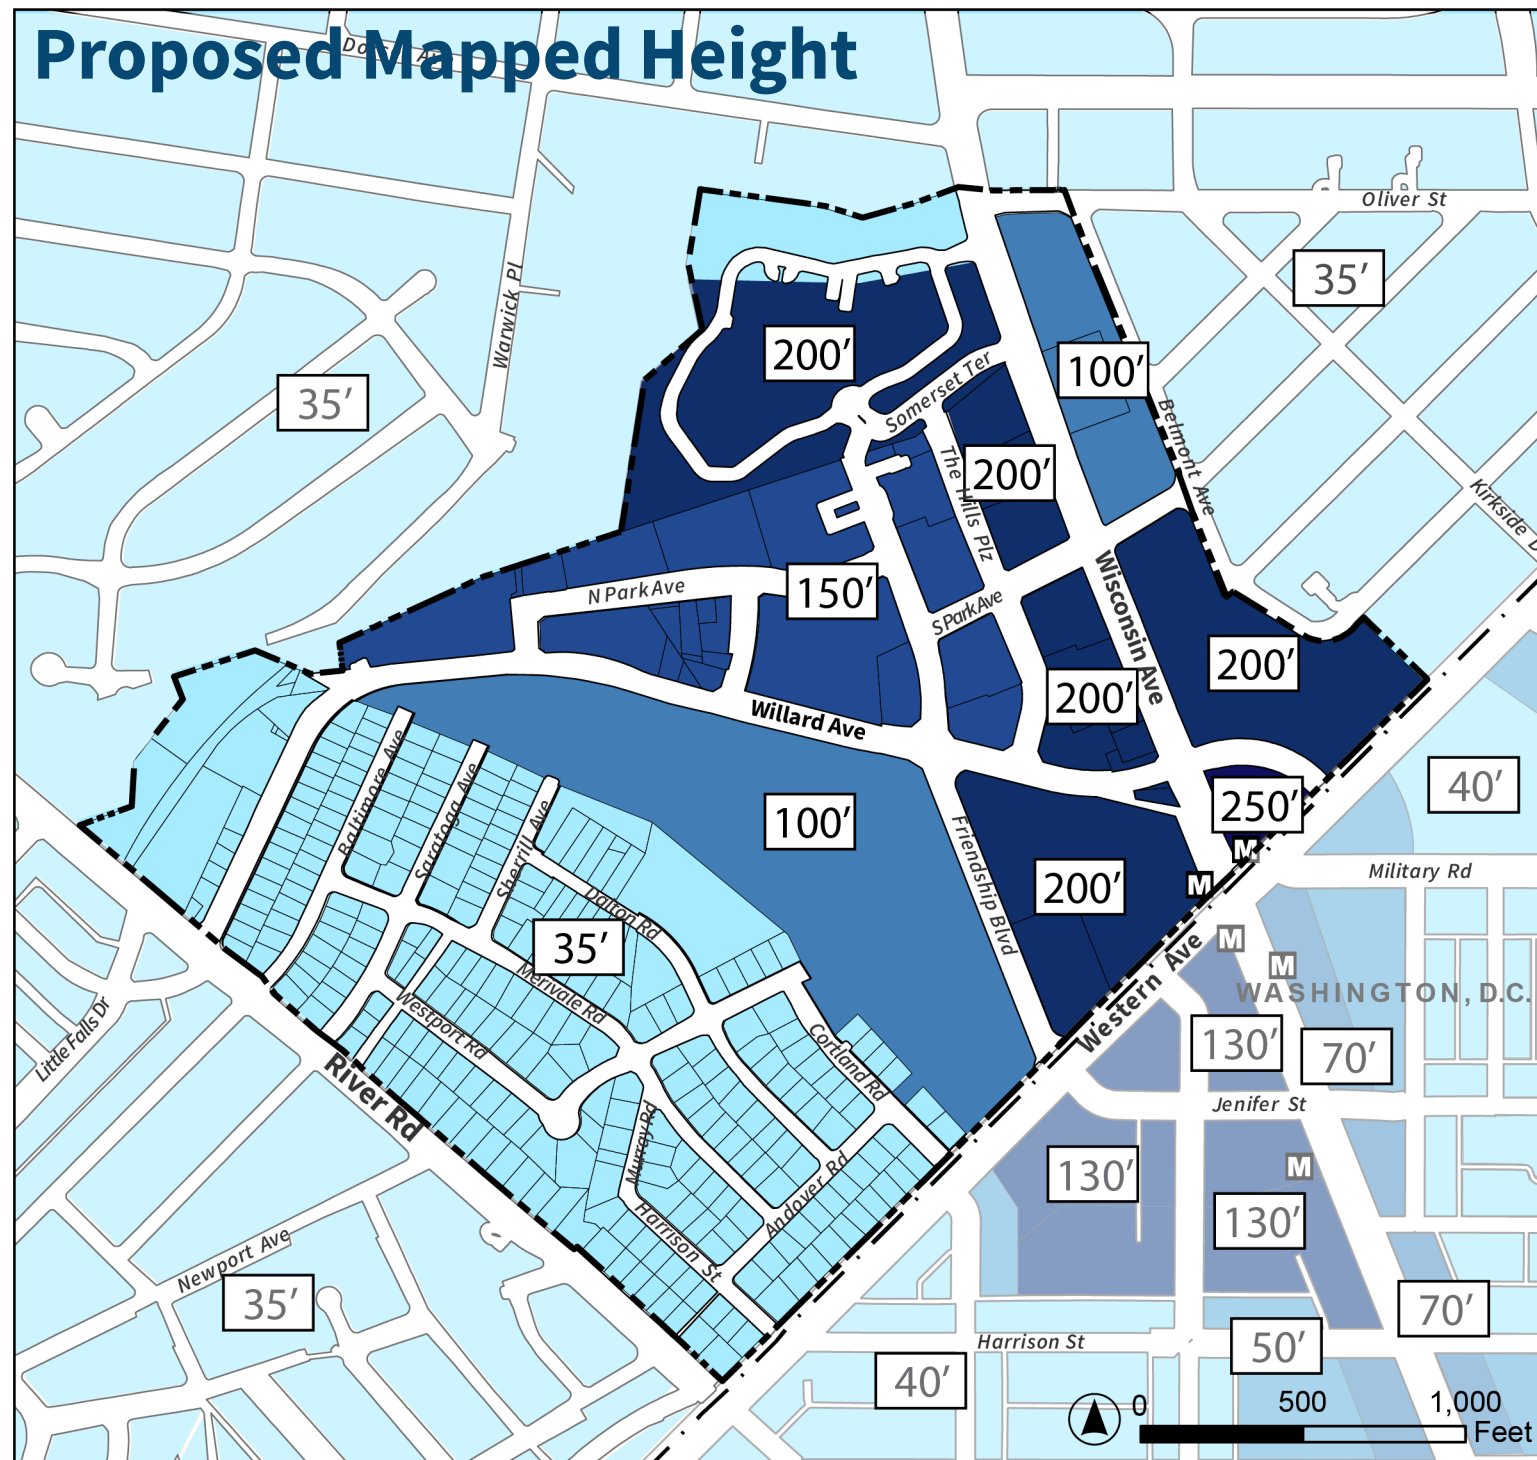 Proposed Mapped Height
Oliver St
35’
Warwick Pl
200’
100’
35’
Somerset Ter
Belmont Ave
The Hills Plz
200’
Kirkside
N Park Ave
150’
S Park Ave
Wisconsin Ave
200’
200’
Willard Ave
Baltimore Ave
Saratoga Ave
Sherrill Ave
100’
250’
40’
M
M
Military Rd
Friendship Blvd
200’
Dalton Rd
35’
M
M
Western Ave
WASHINGTON, D.C.
Merivale Rd
Westport Rd
Little Falls Dr
130’
70’
Cortland Rd
River Rd
Jenifer St
Murray Rd
130’
M
Andover Rd
Harrison St
130’
Newport Ave
35’
70’
Harrison St
50’
40’
0
500
1,000
Feet